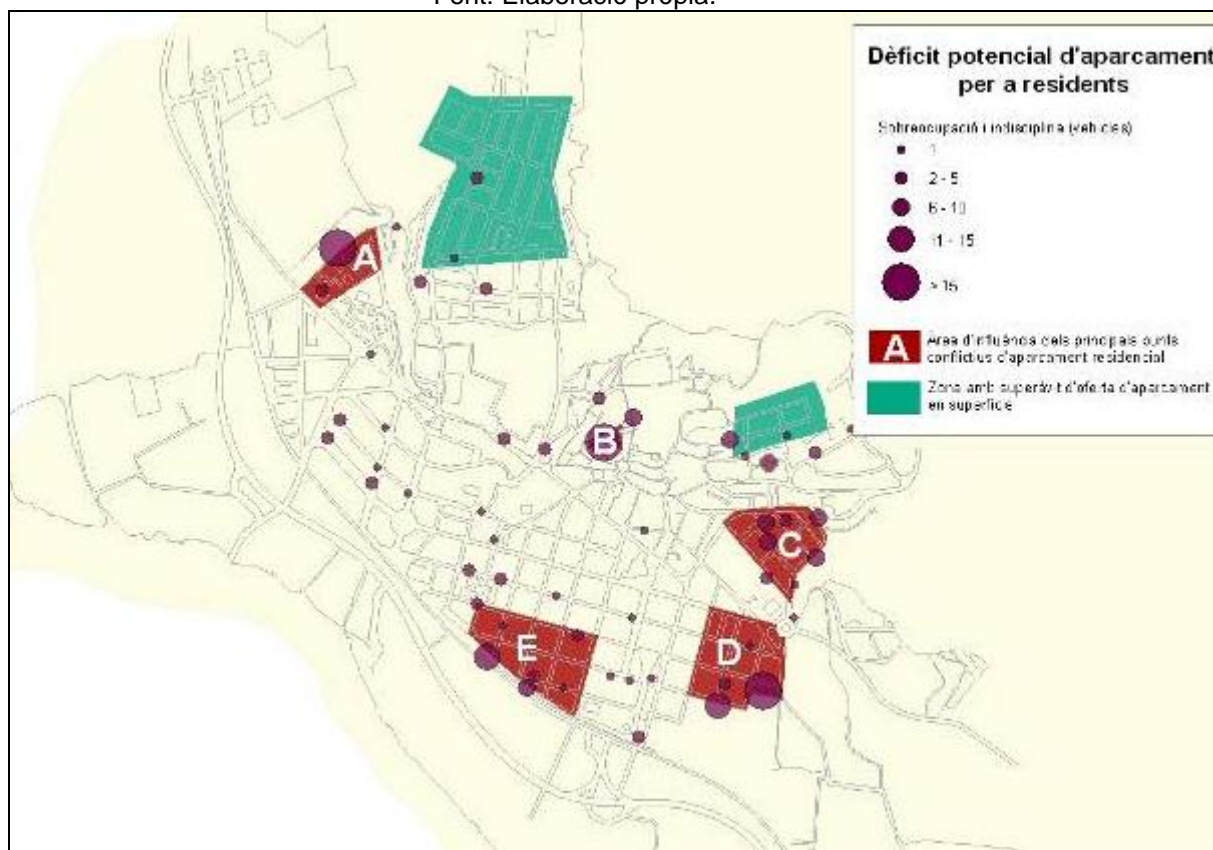 Font: Elaboració pròpia.
Dèficit potencial d'aparcament
per a residents
Sobreocupació i indisciplina (vehicles)
1
2 - 5
6 - 10
11 - 15
> 15
A
Àrea d'influència dels principals punts
conflictius d'aparcament residencial
Zona amb superàvit d'oferta d'aparcament
en superfície
A
B
C
E
D